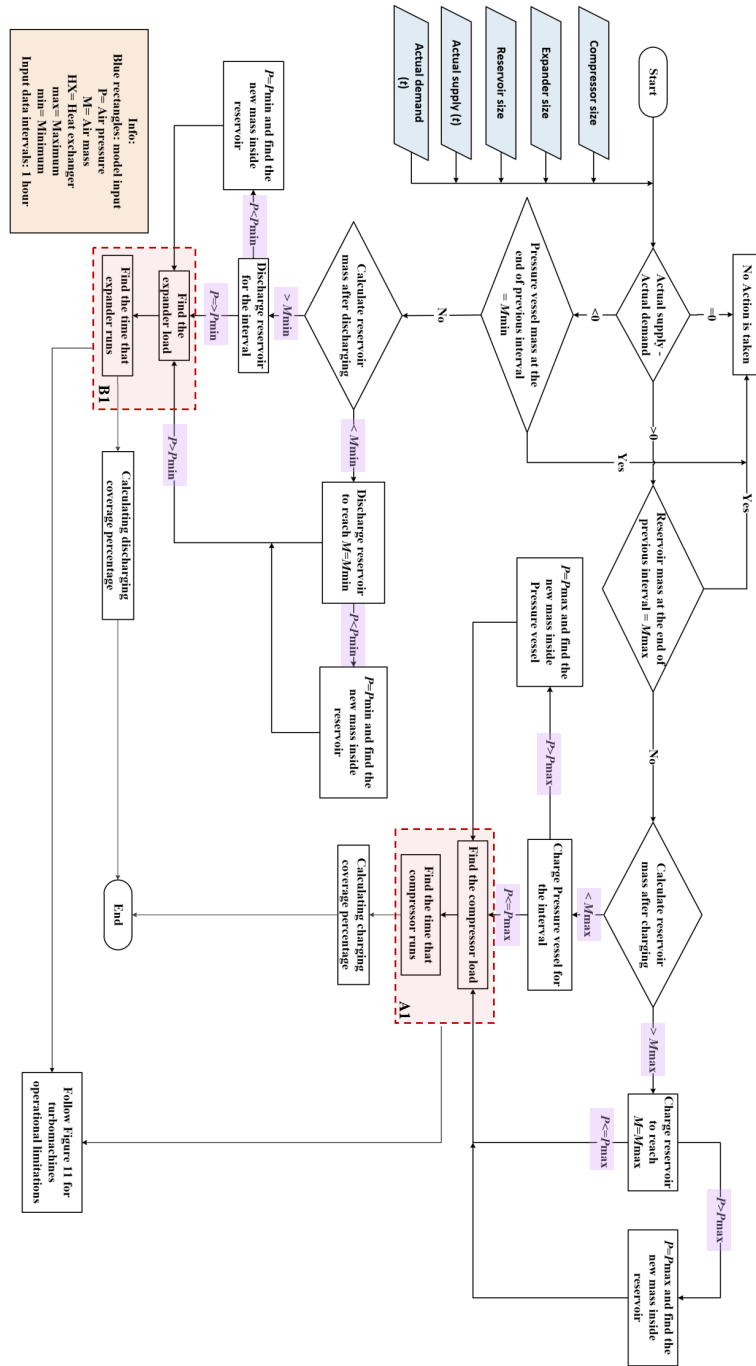 Start
Compressor size
Expander size
Reservoir size
Actual supply (t)
Actual demand
(t)
No Action is taken
=0
Actual supply -
Actual demand
<0
>0
Yes
Yes
Pressure vessel mass at the
end of previous interval
= Mmin
No
Reservoir mass at the end of
previous interval = Mmax
No
Calculate reservoir
mass after discharging
> Mmin
< Mmin
Discharge reservoir
for the interval
P<Pmin
P=Pmin and find the
new mass inside
reservoir
P=>Pmin
Discharge reservoir
to reach M=Mmin
P<Pmin
P=Pmin and find the
new mass inside
reservoir
P>Pmin
Find the
expander load
Find the time that
expander runs
B1
Calculating discharging
coverage percentage
Calculate reservoir
mass after charging
< Mmax
> Mmax
Charge Pressure vessel for
the interval
P>Pmax
P=Pmax and find the
new mass inside
Pressure vessel
P<=Pmax
Charge reservoir
to reach
M=Mmax
P<=Pmax
P>Pmax
P=Pmax and find the
new mass inside
reservoir
Find the compressor load
Find the time that
compressor runs
A1
Calculating charging
coverage percentage
End
Follow Figure 11 for
turbomachines
operational limitations
Info:
Blue rectangles: model input
P= Air pressure
M= Air mass
HX= Heat exchanger
max= Maximum
min= Minimum
Input data intervals: 1 hour